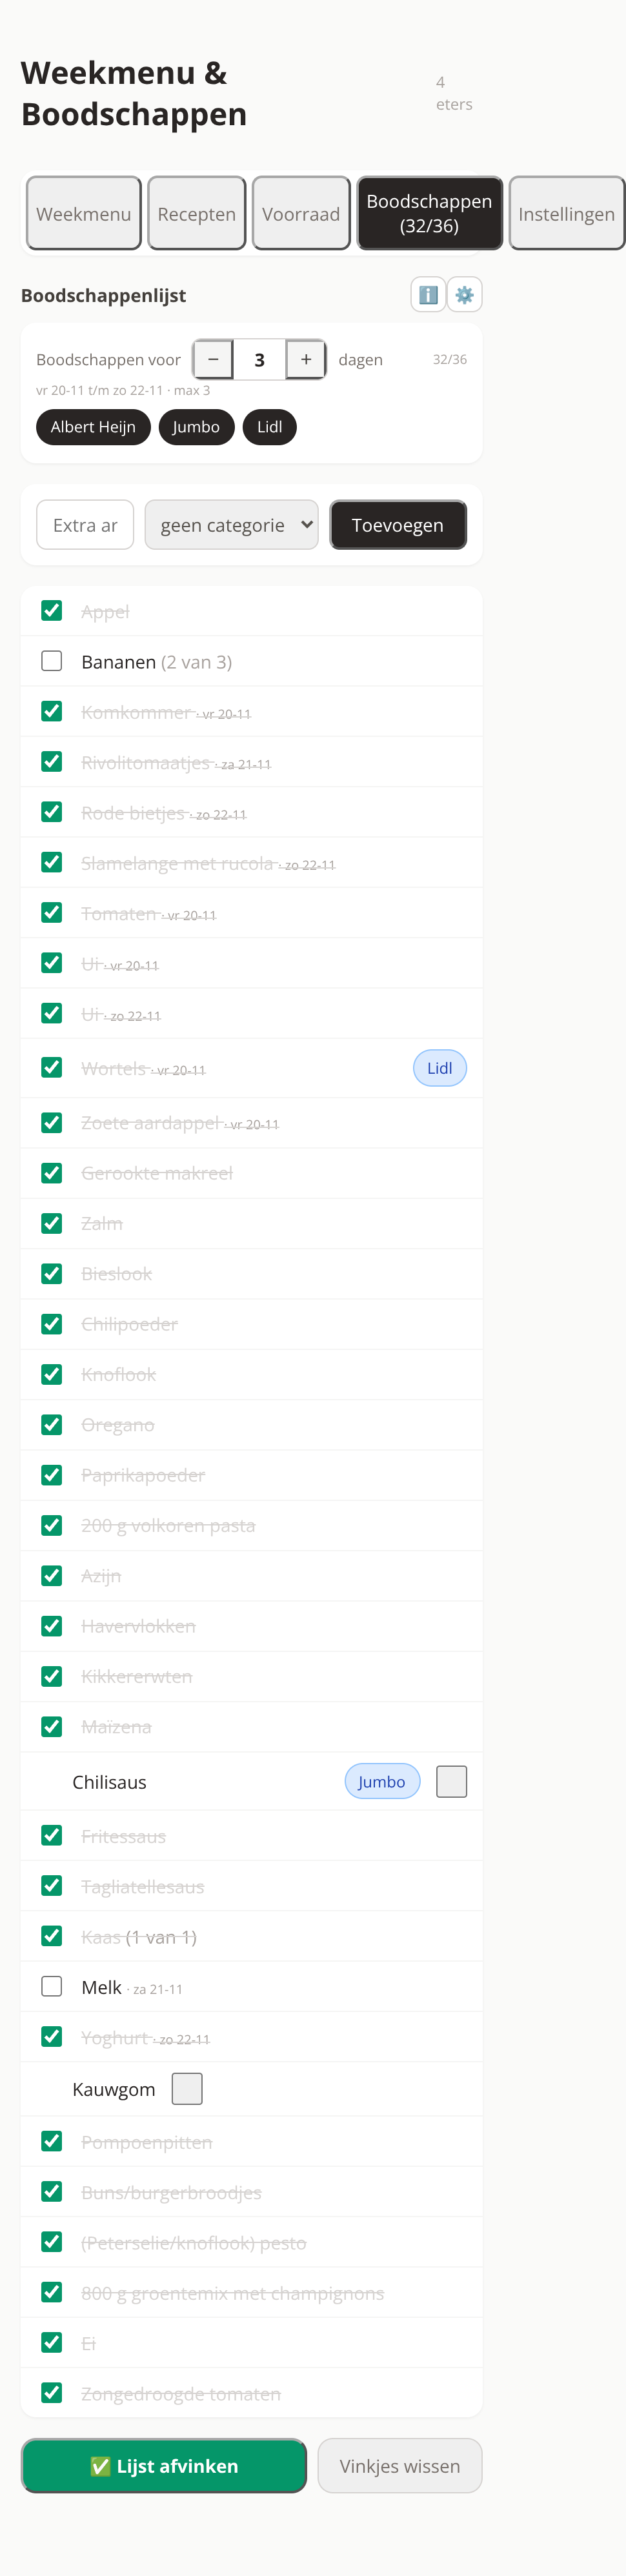 Weekmenu &
Boodschappen
4
eters
Weekmenu
Recepten
Voorraad
Boodschappen
(32/36)
Instellingen
Boodschappenlijst
Boodschappen voor − 3 + dagen 32/36
vr 20-11 t/m zo 22-11 · max 3
Albert Heijn Jumbo Lidl
Extra ar geen categorie Toevoegen
Appel
Bananen (2 van 3)
Komkommer · vr 20-11
Rivolitomaatjes · za 21-11
Rode bietjes · zo 22-11
Slamelange met rucola · zo 22-11
Tomaten · vr 20-11
Ui · vr 20-11
Ui · zo 22-11
Wortels · vr 20-11 Lidl
Zoete aardappel · vr 20-11
Gerookte makreel
Zalm
Bieslook
Chilipoeder
Knoflook
Oregano
Paprikapoeder
200 g volkoren pasta
Azijn
Havervlokken
Kikkererwten
Maïzena
Chilisaus Jumbo
Fritessaus
Tagliatellesaus
Kaas (1 van 1)
Melk · za 21-11
Yoghurt · zo 22-11
Kauwgom
Pompoenpitten
Buns/burgerbroodjes
(Peterselie/knoflook) pesto
800 g groentemix met champignons
Ei
Zongedroogde tomaten
✅ Lijst afvinken
Vinkjes wissen